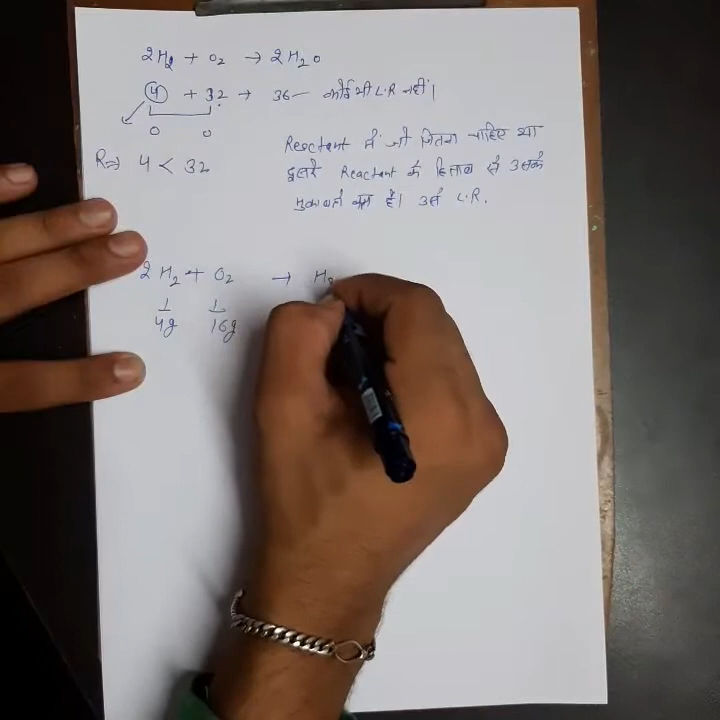 2H2 + O2 → 2H2O
4 + 32 → 36 — कोई भी L.R नहीं।
0 0
R⇒ 4 < 32
Reactant में जो जितना चाहिए था
दूसरे Reactant के हिसाब से उसके
मुकाबले कम है। उसे L.R.
2H2 + O2 → H2
4g 16g